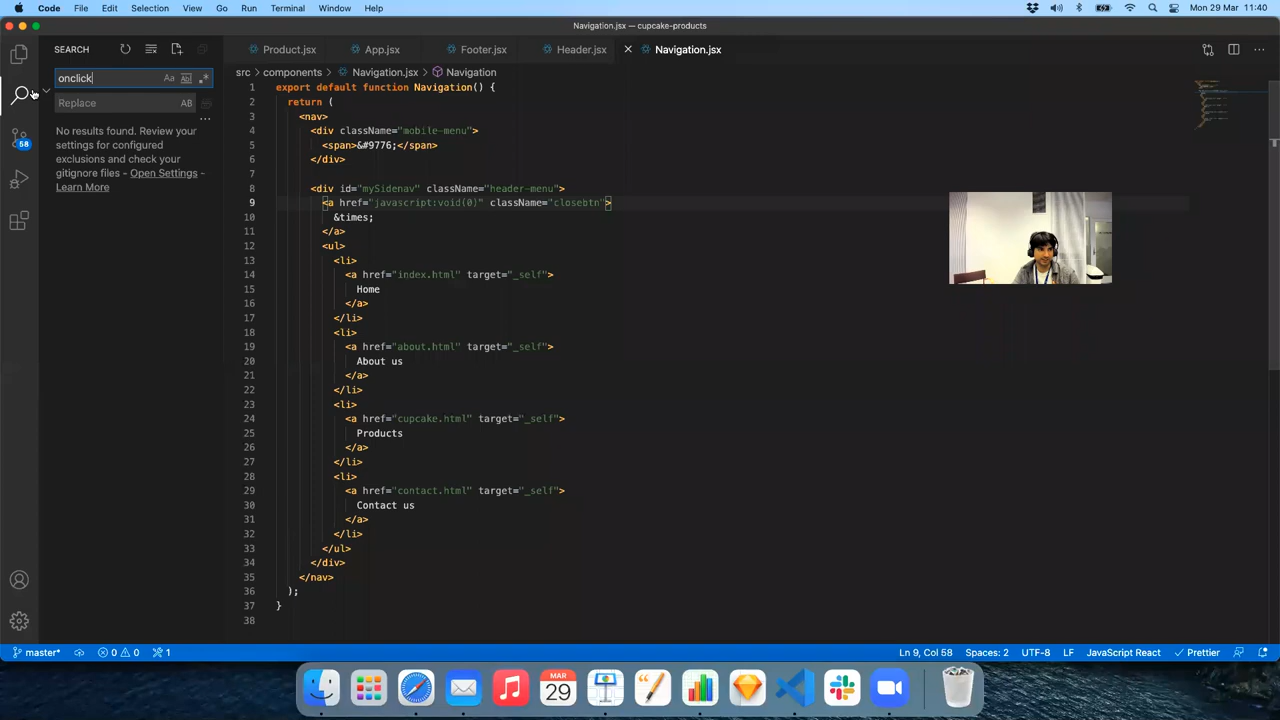 Code File Edit Selection View Go Run Terminal Window Help Mon 29 Mar 11:40
Navigation.jsx — cupcake-products
SEARCH
Product.jsx App.jsx Footer.jsx Header.jsx Navigation.jsx
onclick
Aa Abl .*
Replace
AB
...
No results found. Review your
settings for configured
exclusions and check your
gitignore files - Open Settings -
Learn More
58
src > components > Navigation.jsx > Navigation
1 export default function Navigation() {
2 return (
3 <nav>
4 <div className="mobile-menu">
5 <span>&#9776;</span>
6 </div>
7
8 <div id="mySidenav" className="header-menu">
9 <a href="javascript:void(0)" className="closebtn">
10 &times;
11 </a>
12 <ul>
13 <li>
14 <a href="index.html" target="_self">
15 Home
16 </a>
17 </li>
18 <li>
19 <a href="about.html" target="_self">
20 About us
21 </a>
22 </li>
23 <li>
24 <a href="cupcake.html" target="_self">
25 Products
26 </a>
27 </li>
28 <li>
29 <a href="contact.html" target="_self">
30 Contact us
31 </a>
32 </li>
33 </ul>
34 </div>
35 </nav>
36 );
37 }
38
master* 0 0 1 Ln 9, Col 58 Spaces: 2 UTF-8 LF JavaScript React Prettier
MAR
29